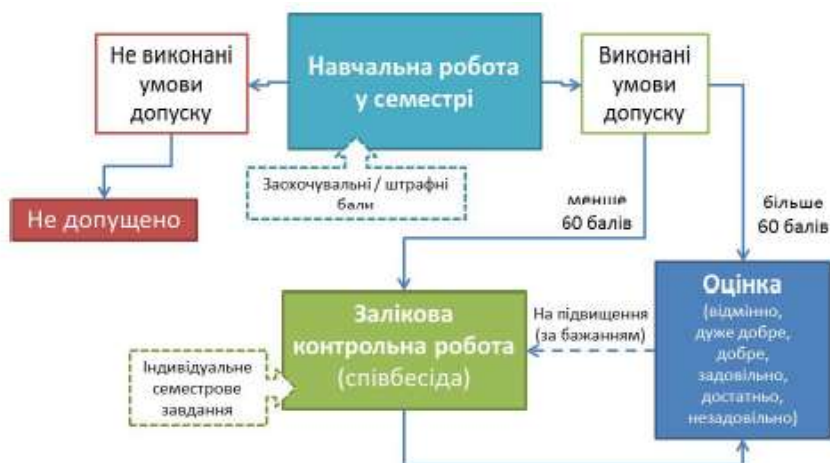 Не виконані
умови
допуску
Навчальна робота
у семестрі
Виконані
умови
допуску
Заохочувальні / штрафні
бали
Не допущено
менше
60 балів
більше
60 балів
Залікова
контрольна робота
(співбесіда)
На підвищення
(за бажанням)
Оцінка
(відмінно,
дуже добре,
добре,
задовільно,
достатньо,
незадовільно)
Індивідуальне
семестрове
завдання